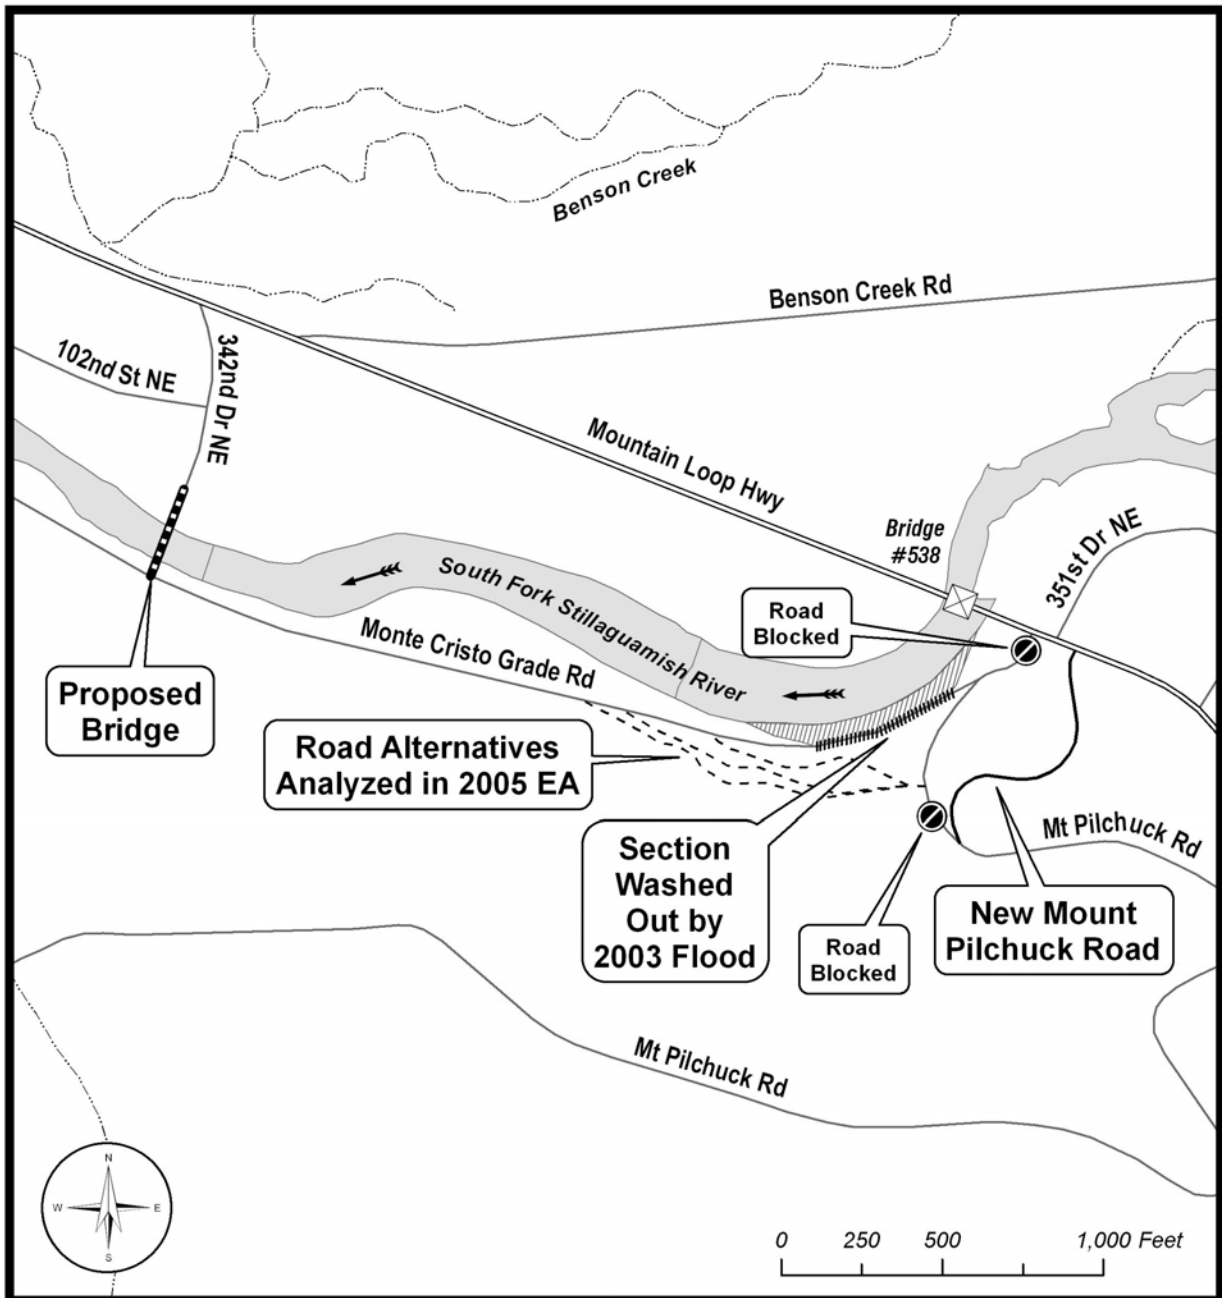 Benson Creek
Benson Creek Rd
102nd St NE
342nd Dr NE
Mountain Loop Hwy
Bridge
#538
351st Dr NE
South Fork Stillaguamish River
Road
Blocked
Monte Cristo Grade Rd
Proposed
Bridge
Road Alternatives
Analyzed in 2005 EA
Section
Washed
Out by
2003 Flood
Mt Pilchuck Rd
New Mount
Pilchuck Road
Road
Blocked
Mt Pilchuck Rd
N
W
E
S
0
250
500
1,000 Feet